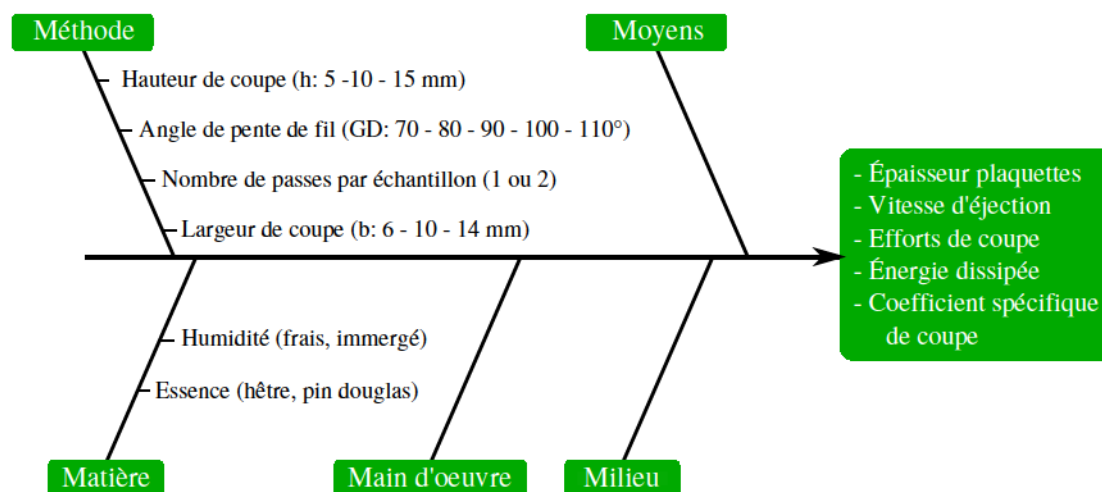 Méthode
Moyens
Hauteur de coupe (h: 5 -10 - 15 mm)
Angle de pente de fil (GD: 70 - 80 - 90 - 100 - 110°)
Nombre de passes par échantillon (1 ou 2)
Largeur de coupe (b: 6 - 10 - 14 mm)
- Épaisseur plaquettes
- Vitesse d'éjection
- Efforts de coupe
- Énergie dissipée
- Coefficient spécifique
de coupe
Humidité (frais, immergé)
Essence (hêtre, pin douglas)
Matière
Main d'oeuvre
Milieu